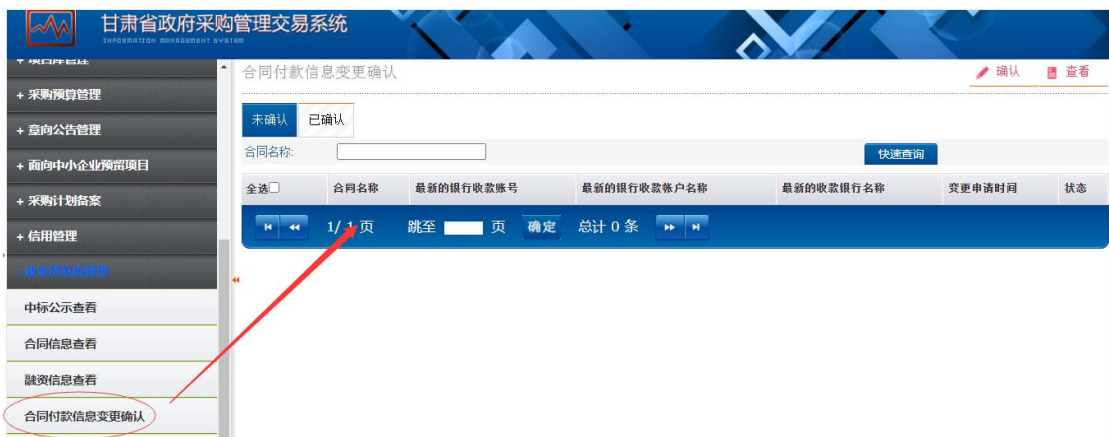 甘肃省政府采购管理交易系统
INFORMATION MANAGEMENT SYSTEM
合同付款信息变更确认
确认 查看
+ 采购预算管理
+ 意向公告管理
+ 面向中小企业预留项目
+ 采购计划备案
+ 信用管理
中标公示查看
合同信息查看
融资信息查看
合同付款信息变更确认
未确认 已确认
合同名称:
快速查询
全选 合同名称 最新的银行收款账号 最新的银行收款帐户名称 最新的收款银行名称 变更申请时间 状态
1/ 1 页 跳至 页 确定 总计 0 条